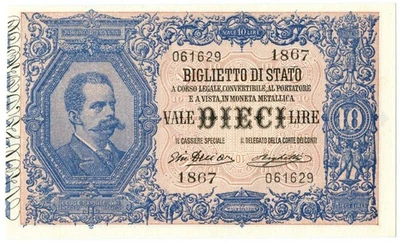 VALE 10 LIRE
061629 1867
BIGLIETTO DI STATO
A CORSO LEGALE, CONVERTIBILE, AL PORTATORE
E A VISTA, IN MONETA METALLICA.
VALE DIECI LIRE
IL CASSIERE SPECIALE IL DELEGATO DELLA CORTE DEI CONTI
1867 061629
10